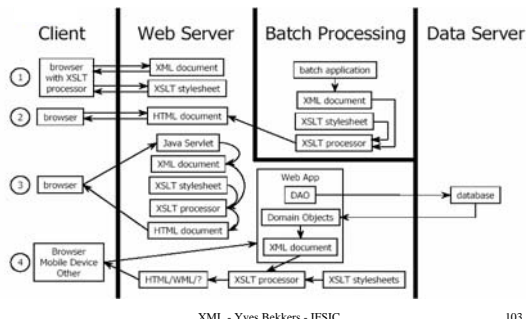 Client
Web Server
Batch Processing
Data Server
1
browser
with XSLT
processor
XML document
XSLT stylesheet
batch application
XML document
XSLT stylesheet
XSLT processor
2
browser
HTML document
3
browser
Java Servlet
XML document
XSLT stylesheet
XSLT processor
HTML document
Web App
DAO
Domain Objects
XML document
database
4
Browser
Mobile Device
Other
HTML/WML/?
XSLT processor
XSLT stylesheets
XML - Yves Bekkers - IFSIC
103